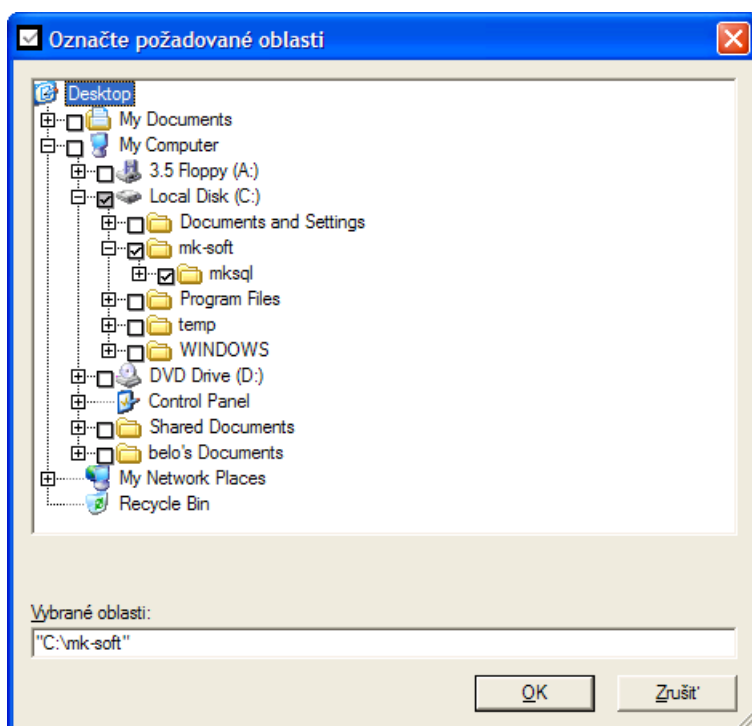 Označte požadované oblasti
Desktop
My Documents
My Computer
3.5 Floppy (A:)
Local Disk (C:)
Documents and Settings
mk-soft
mksql
Program Files
temp
WINDOWS
DVD Drive (D:)
Control Panel
Shared Documents
belo's Documents
My Network Places
Recycle Bin
Vybrané oblasti:
"C:\mk-soft"
OK Zrušiť